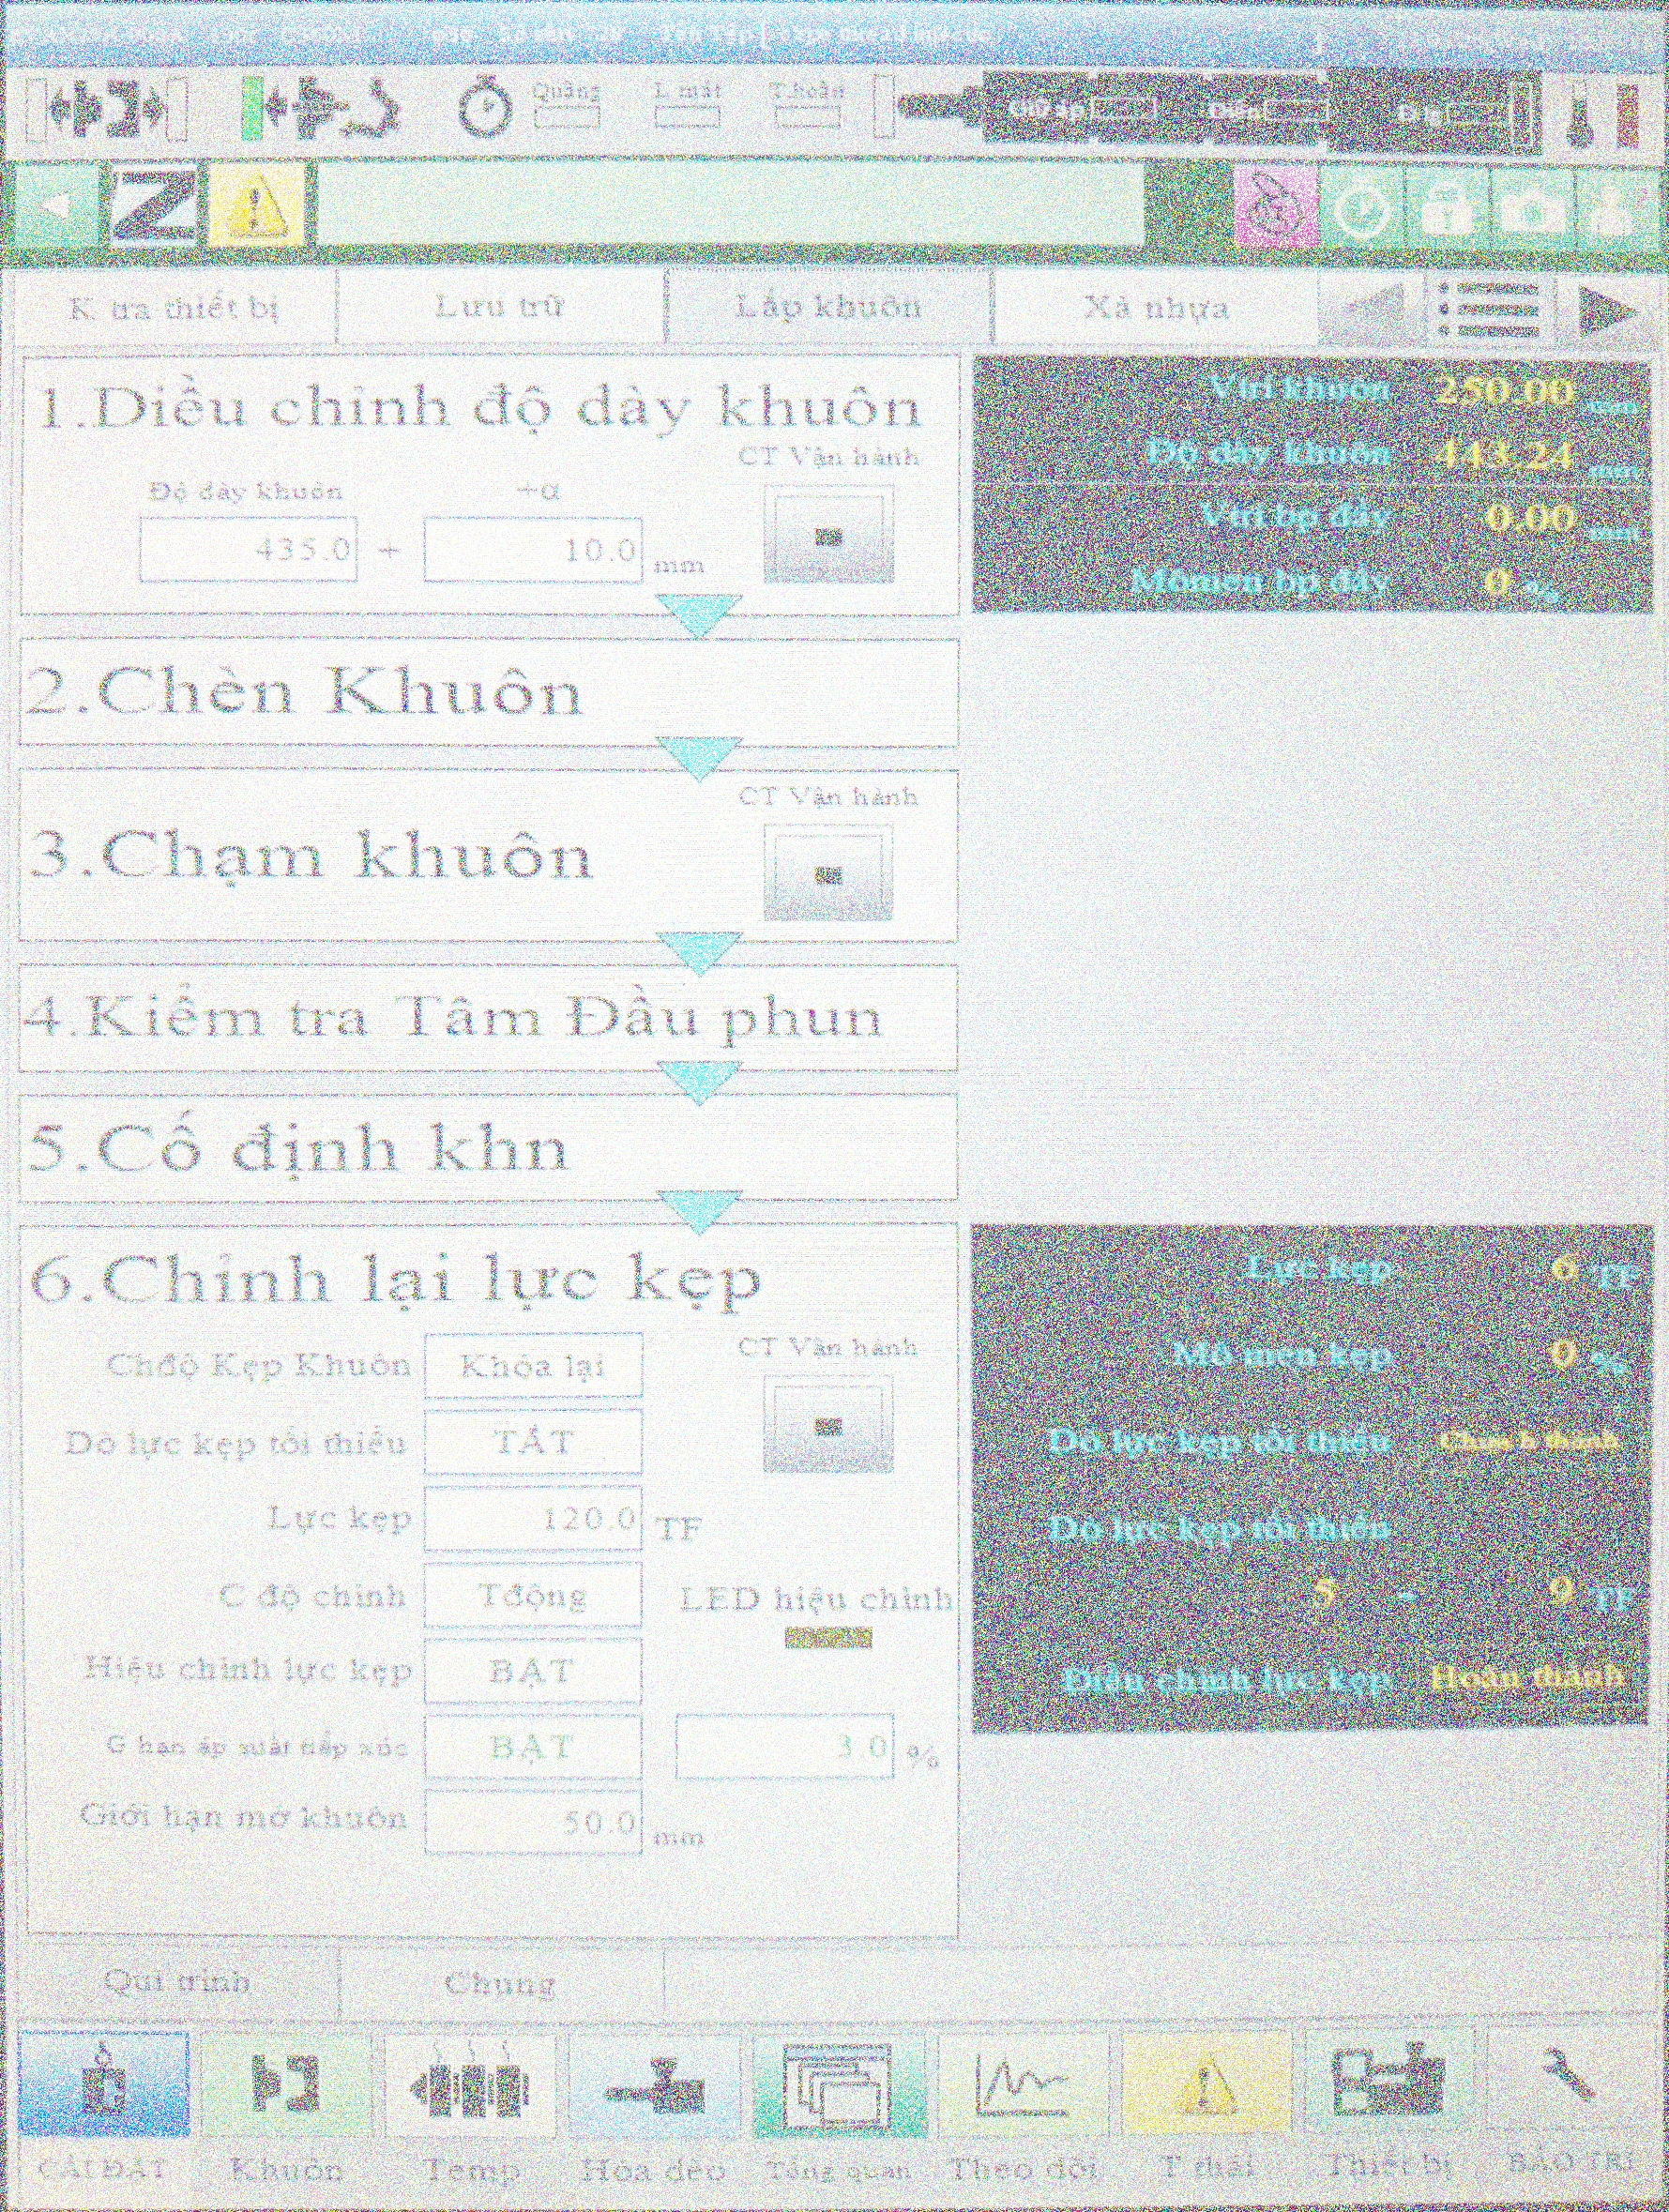 Quãng L mát T.hoàn
K tra thiết bị Lưu trữ Lắp khuôn Xả nhựa
1.Điều chỉnh độ dày khuôn
CT Vận hành
Độ dày khuôn +α
435.0 + 10.0 mm
Vtrí khuôn 250.00 mm
Độ dày khuôn 443.24 mm
Vtrí bp đẩy 0.00 mm
Mômen bp đẩy 0 %
2.Chèn Khuôn
CT Vận hành
3.Chạm khuôn
4.Kiểm tra Tâm Đầu phun
5.Cố định khn
6.Chỉnh lại lực kẹp
CT Vận hành
Chđộ Kẹp Khuôn Khóa lại
Dò lực kẹp tối thiểu TẮT
Lực kẹp 120.0 TF
C độ chỉnh Tđộng
LED hiệu chỉnh
Hiệu chỉnh lực kẹp BẬT
G hạn áp suất tiếp xúc BẬT 3.0 %
Giới hạn mở khuôn 50.0 mm
Lực kẹp 6 TF
Mô men kẹp 0 %
Dò lực kẹp tối thiểu Chưa h thành
Dò lực kẹp tối thiểu
5 - 9 TF
Điều chỉnh lực kẹp Hoàn thành
Qui trình Chung
CÀI ĐẶT Khuôn Temp Hóa dẻo Tổng quan Theo dõi T thái Thiết bị BẢO TRÌ